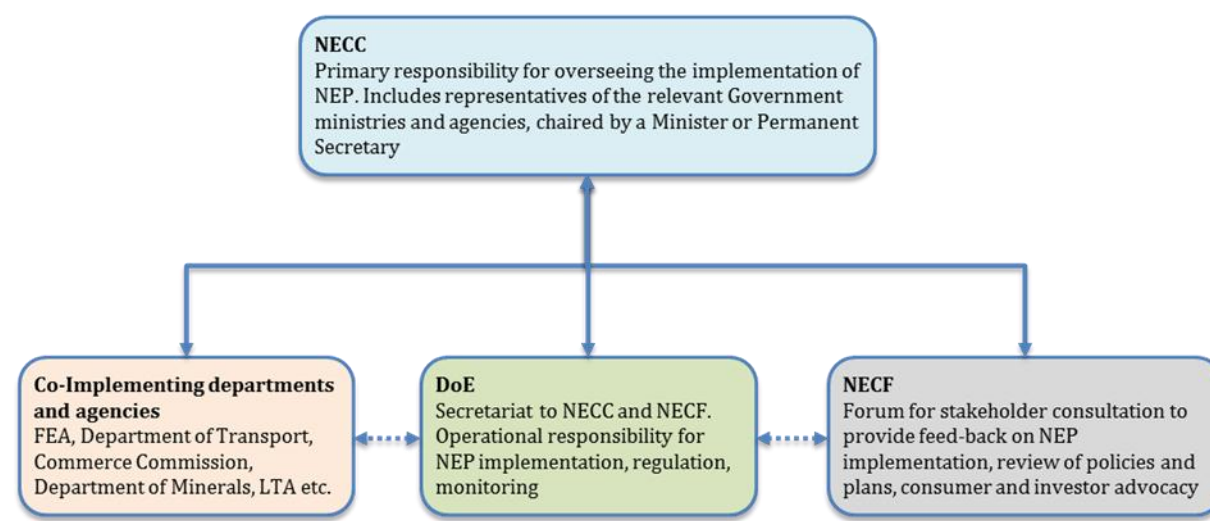 NECC
Primary responsibility for overseeing the implementation of
NEP. Includes representatives of the relevant Government
ministries and agencies, chaired by a Minister or Permanent
Secretary
Co-Implementing departments
and agencies
FEA, Department of Transport,
Commerce Commission,
Department of Minerals, LTA etc.
DoE
Secretariat to NECC and NECF.
Operational responsibility for
NEP implementation, regulation,
monitoring
NECF
Forum for stakeholder consultation to
provide feed-back on NEP
implementation, review of policies and
plans, consumer and investor advocacy